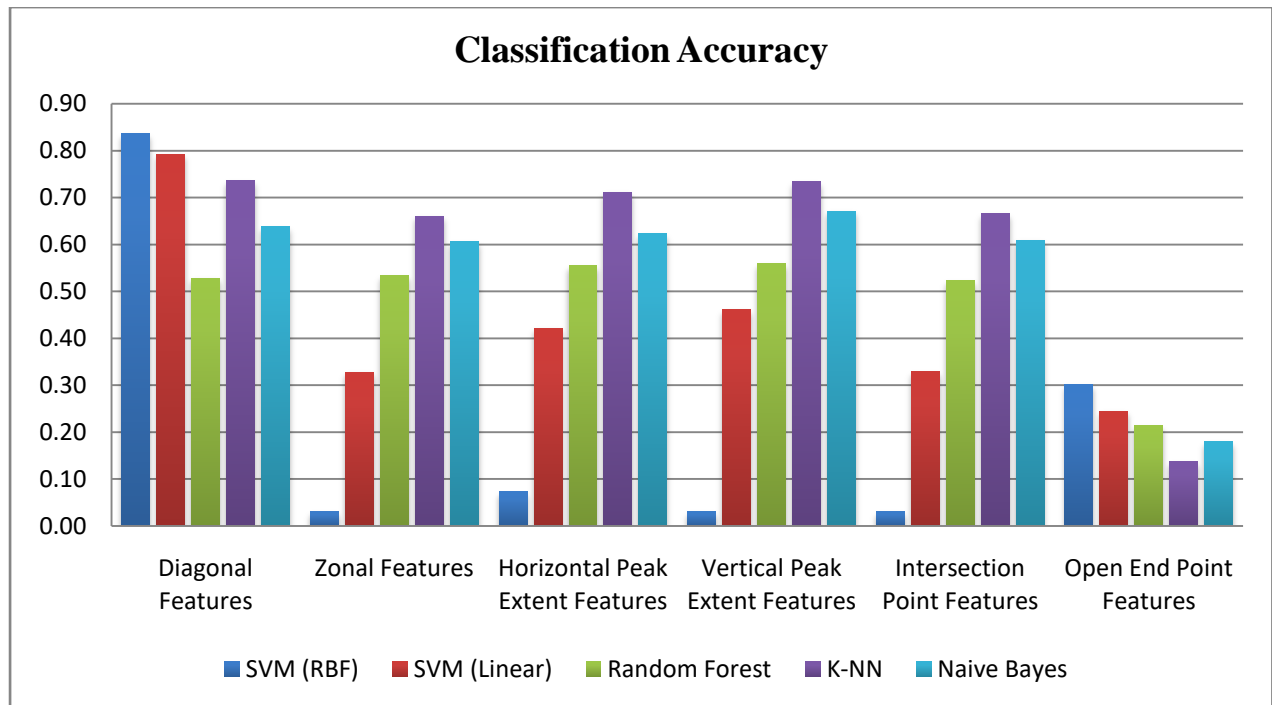 Classification Accuracy
0.90
0.80
0.70
0.60
0.50
0.40
0.30
0.20
0.10
0.00
Diagonal
Features
Zonal Features
Horizontal Peak
Extent Features
Vertical Peak
Extent Features
Intersection
Point Features
Open End Point
Features
SVM (RBF)
SVM (Linear)
Random Forest
K-NN
Naive Bayes